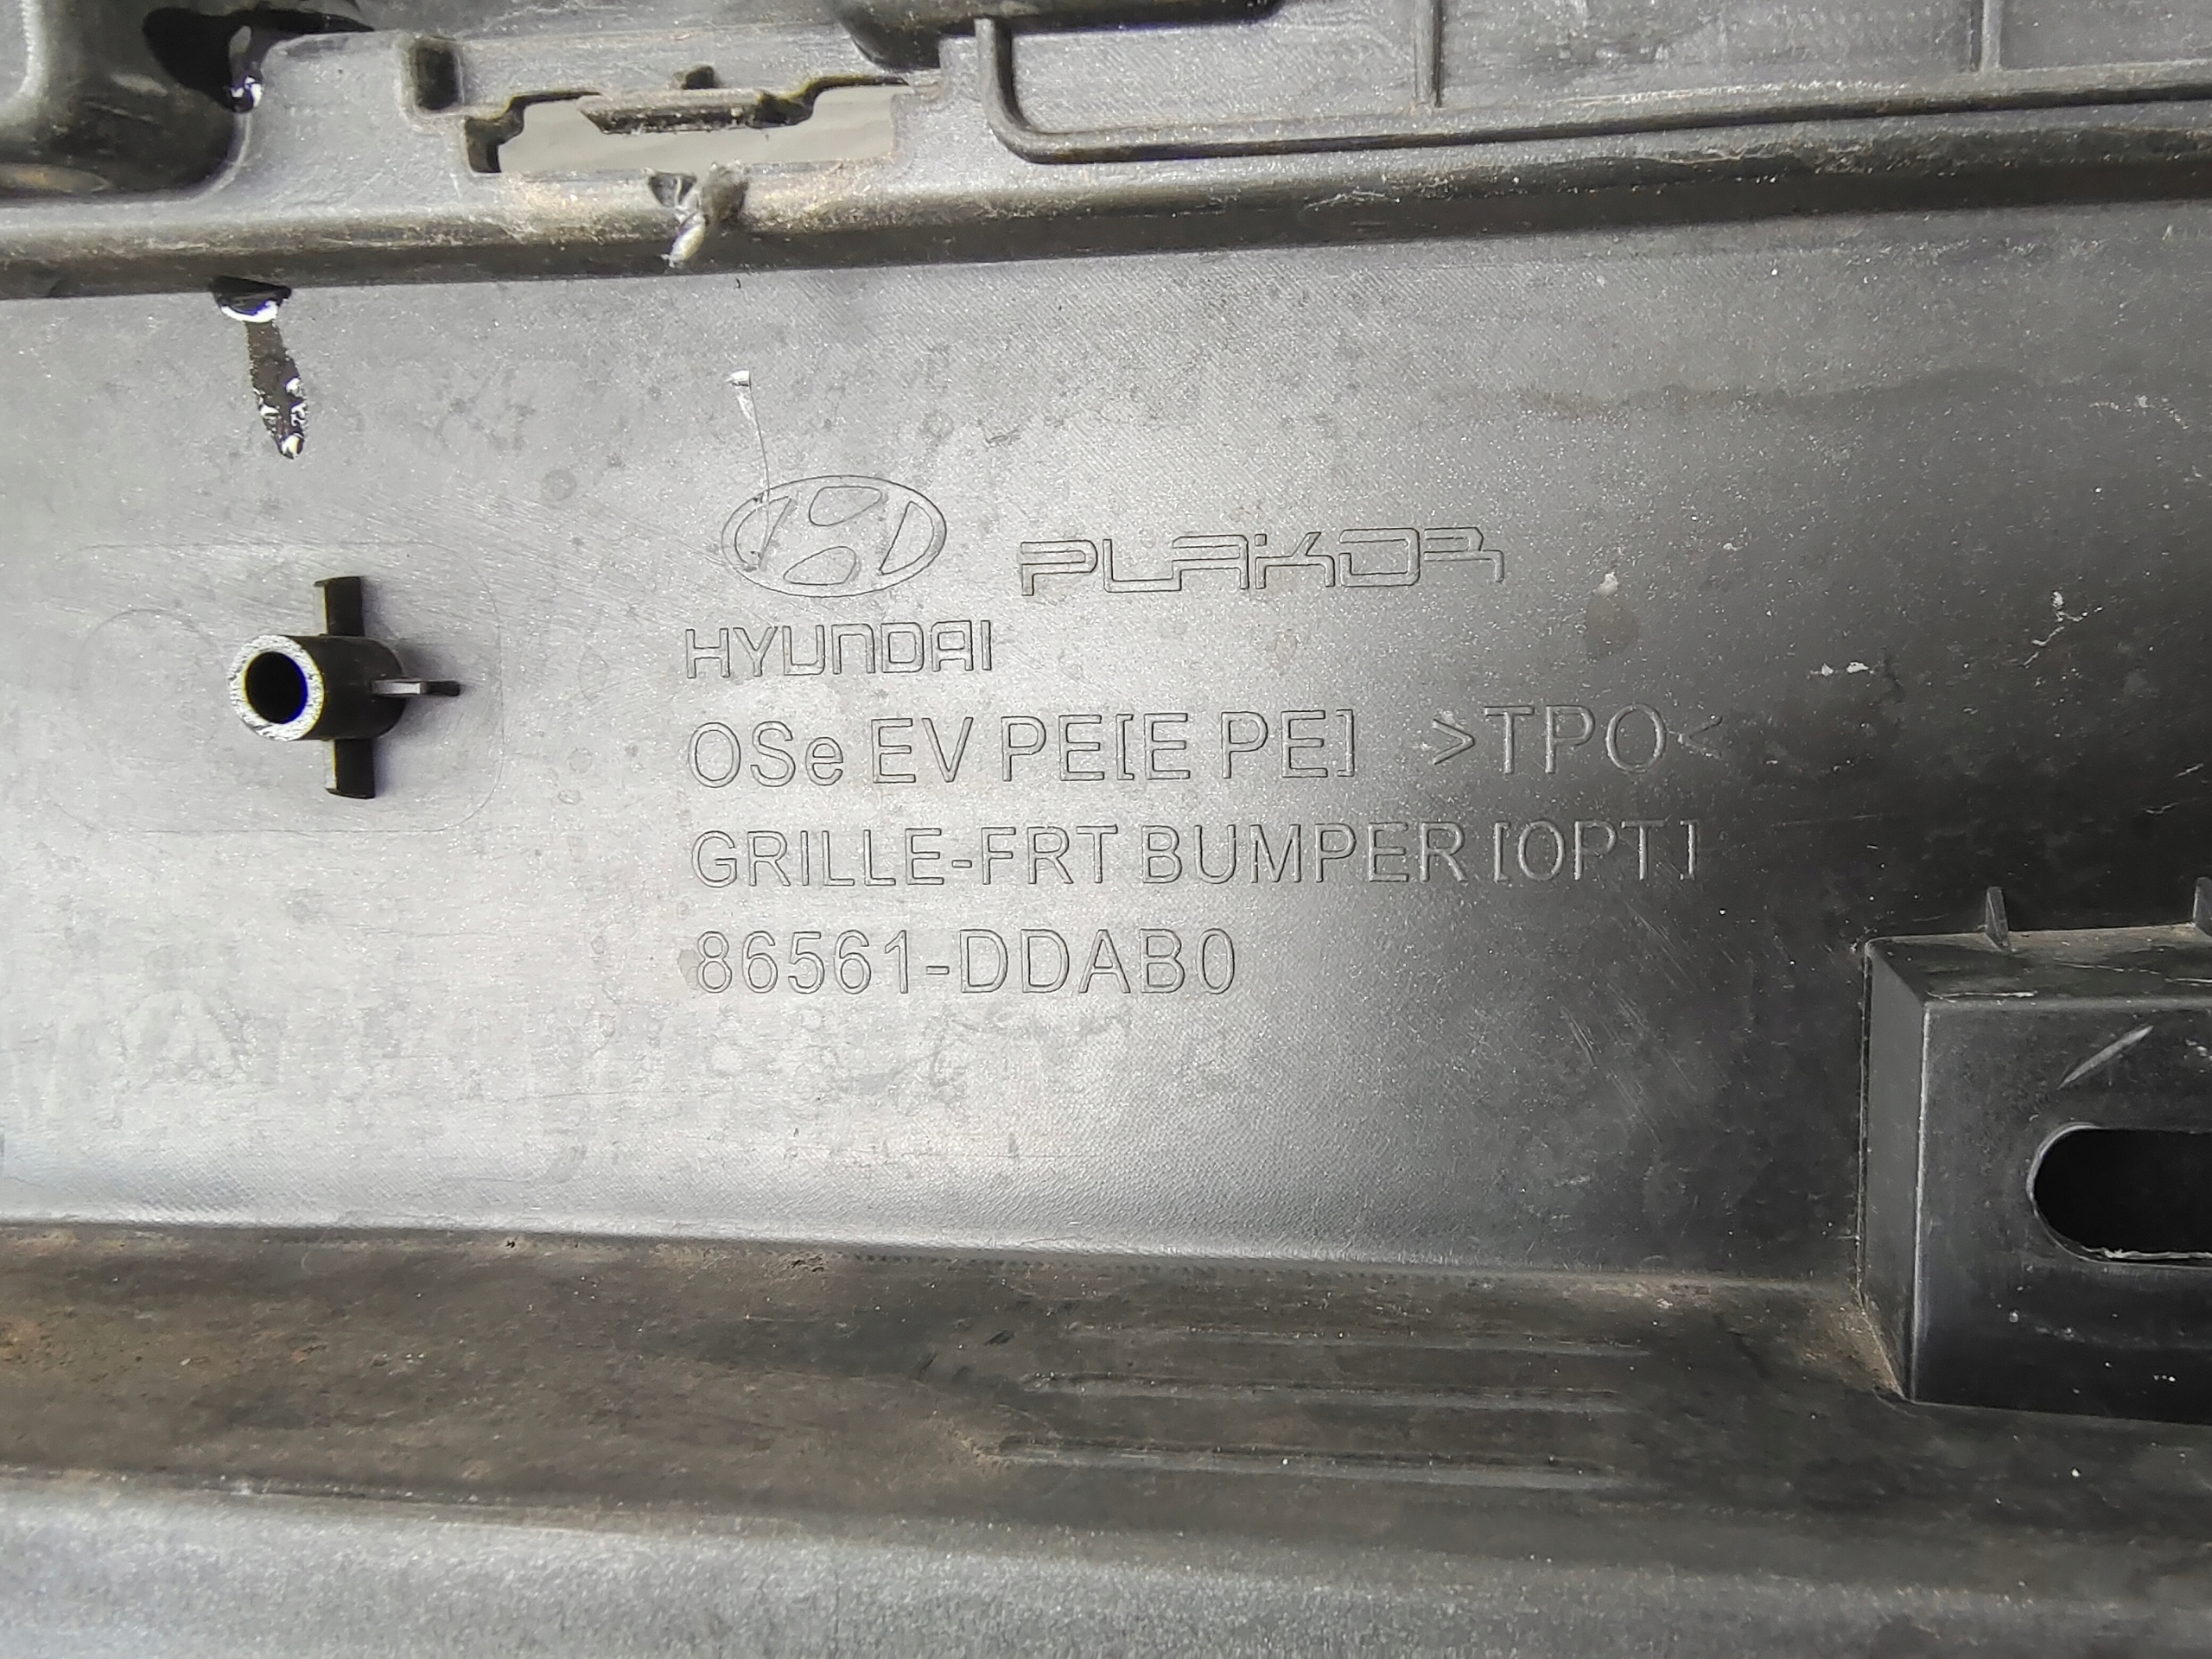 PLAKOR
HYUNDAI
OSe EV PE[E PE] >TPO<
GRILLE-FRT BUMPER [OPT]
86561-DDAB0